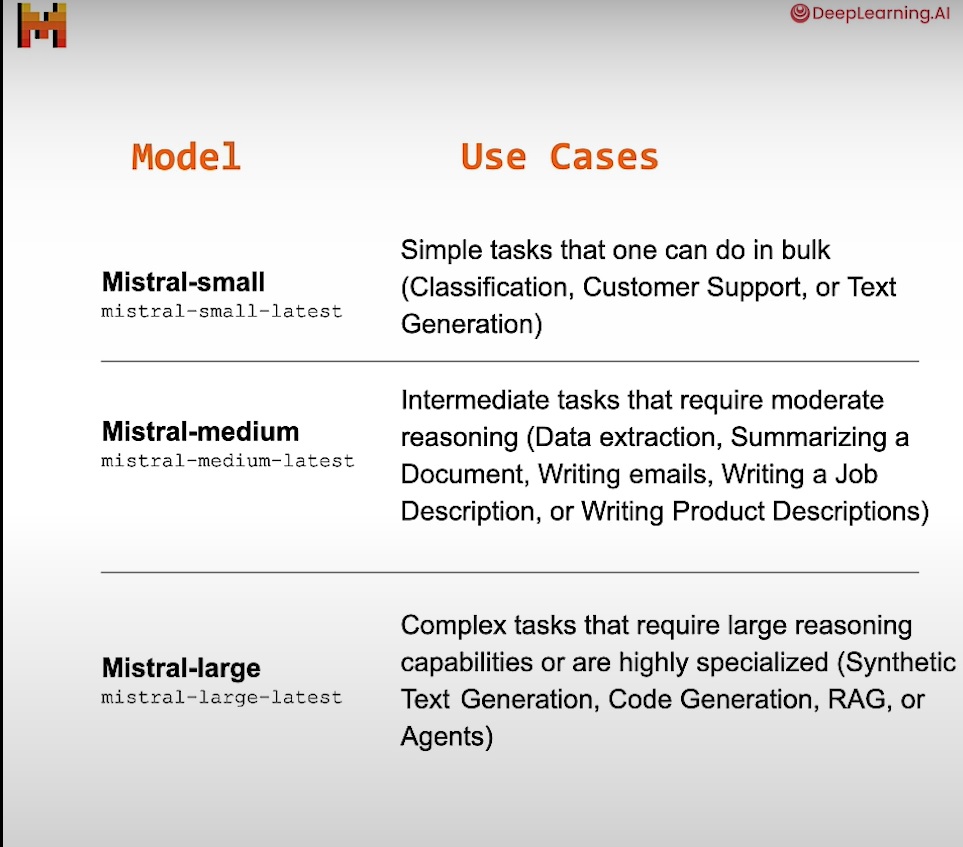 DeepLearning.AI
Model
Use Cases
Mistral-small
mistral-small-latest
Simple tasks that one can do in bulk
(Classification, Customer Support, or Text
Generation)
Mistral-medium
mistral-medium-latest
Intermediate tasks that require moderate
reasoning (Data extraction, Summarizing a
Document, Writing emails, Writing a Job
Description, or Writing Product Descriptions)
Mistral-large
mistral-large-latest
Complex tasks that require large reasoning
capabilities or are highly specialized (Synthetic
Text Generation, Code Generation, RAG, or
Agents)